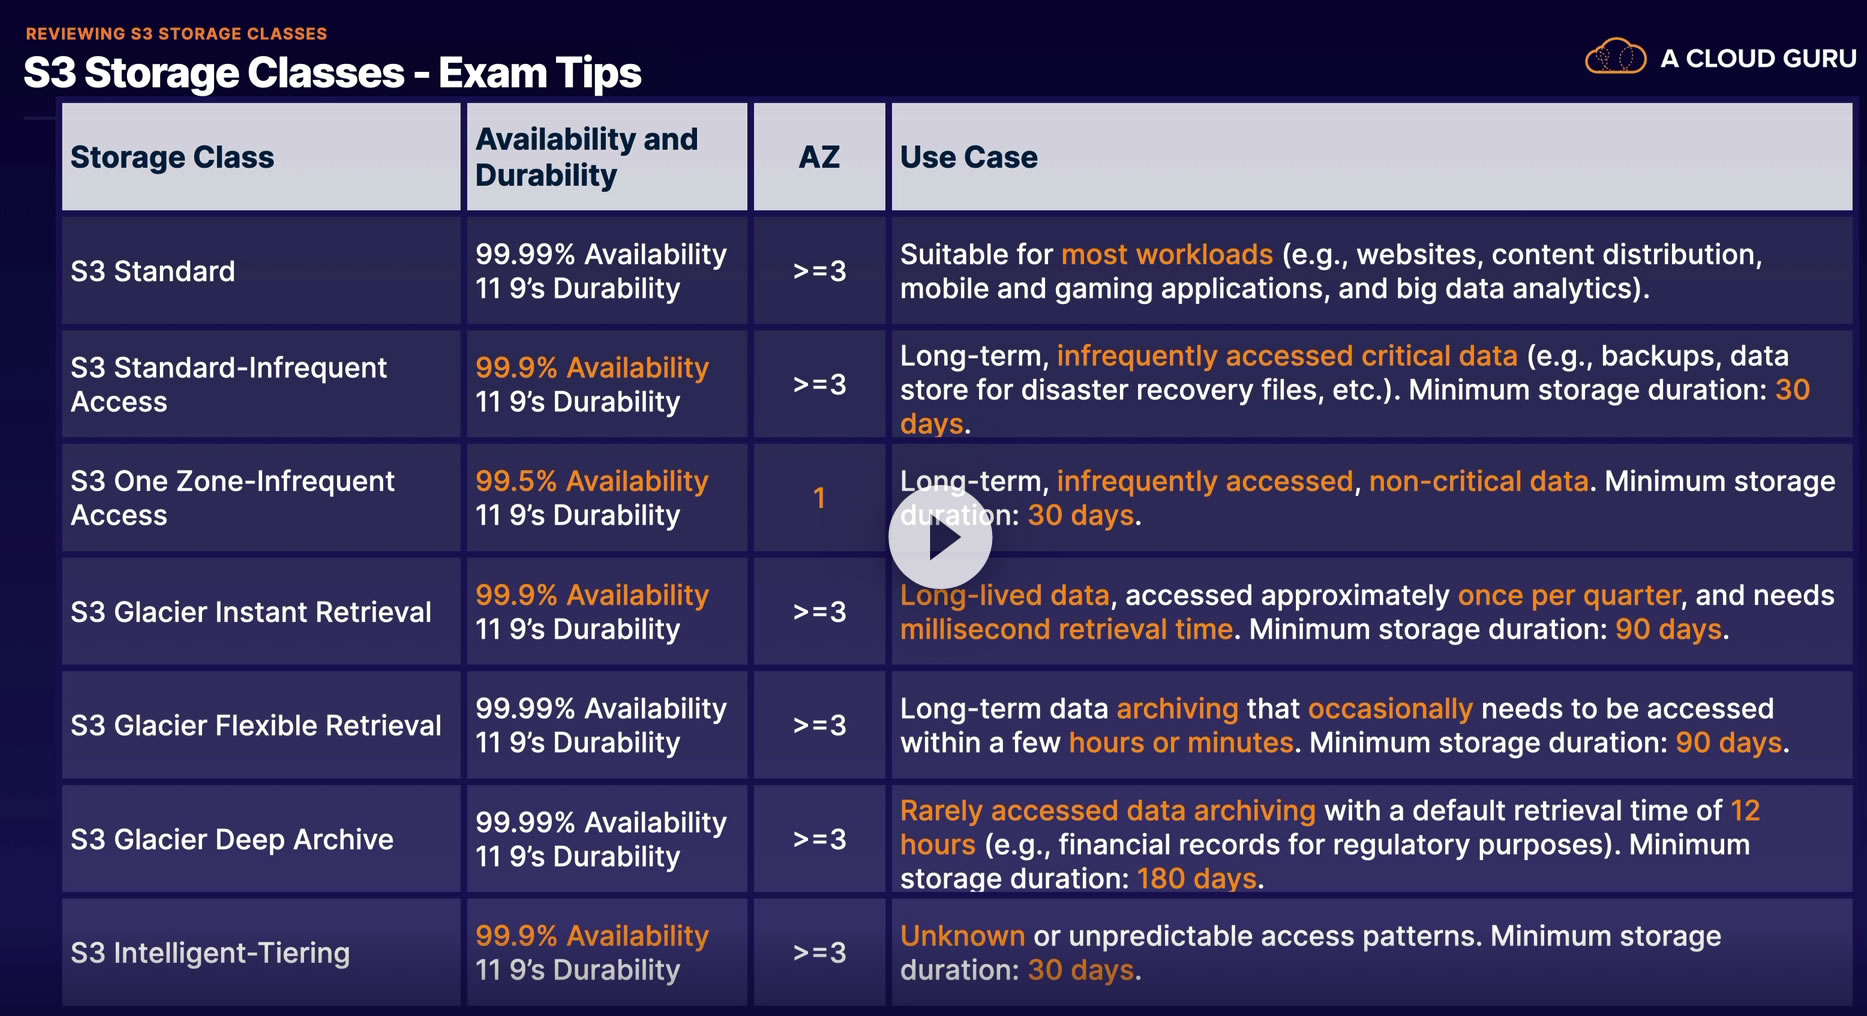 REVIEWING S3 STORAGE CLASSES
S3 Storage Classes - Exam Tips
A CLOUD GURU
Storage Class
Availability and
Durability
AZ
Use Case
S3 Standard
99.99% Availability
11 9’s Durability
>=3
Suitable for most workloads (e.g., websites, content distribution,
mobile and gaming applications, and big data analytics).
S3 Standard-Infrequent
Access
99.9% Availability
11 9’s Durability
>=3
Long-term, infrequently accessed critical data (e.g., backups, data
store for disaster recovery files, etc.). Minimum storage duration: 30
days.
S3 One Zone-Infrequent
Access
99.5% Availability
11 9’s Durability
1
Long-term, infrequently accessed, non-critical data. Minimum storage
duration: 30 days.
S3 Glacier Instant Retrieval
99.9% Availability
11 9’s Durability
>=3
Long-lived data, accessed approximately once per quarter, and needs
millisecond retrieval time. Minimum storage duration: 90 days.
S3 Glacier Flexible Retrieval
99.99% Availability
11 9’s Durability
>=3
Long-term data archiving that occasionally needs to be accessed
within a few hours or minutes. Minimum storage duration: 90 days.
S3 Glacier Deep Archive
99.99% Availability
11 9’s Durability
>=3
Rarely accessed data archiving with a default retrieval time of 12
hours (e.g., financial records for regulatory purposes). Minimum
storage duration: 180 days.
S3 Intelligent-Tiering
99.9% Availability
11 9’s Durability
>=3
Unknown or unpredictable access patterns. Minimum storage
duration: 30 days.